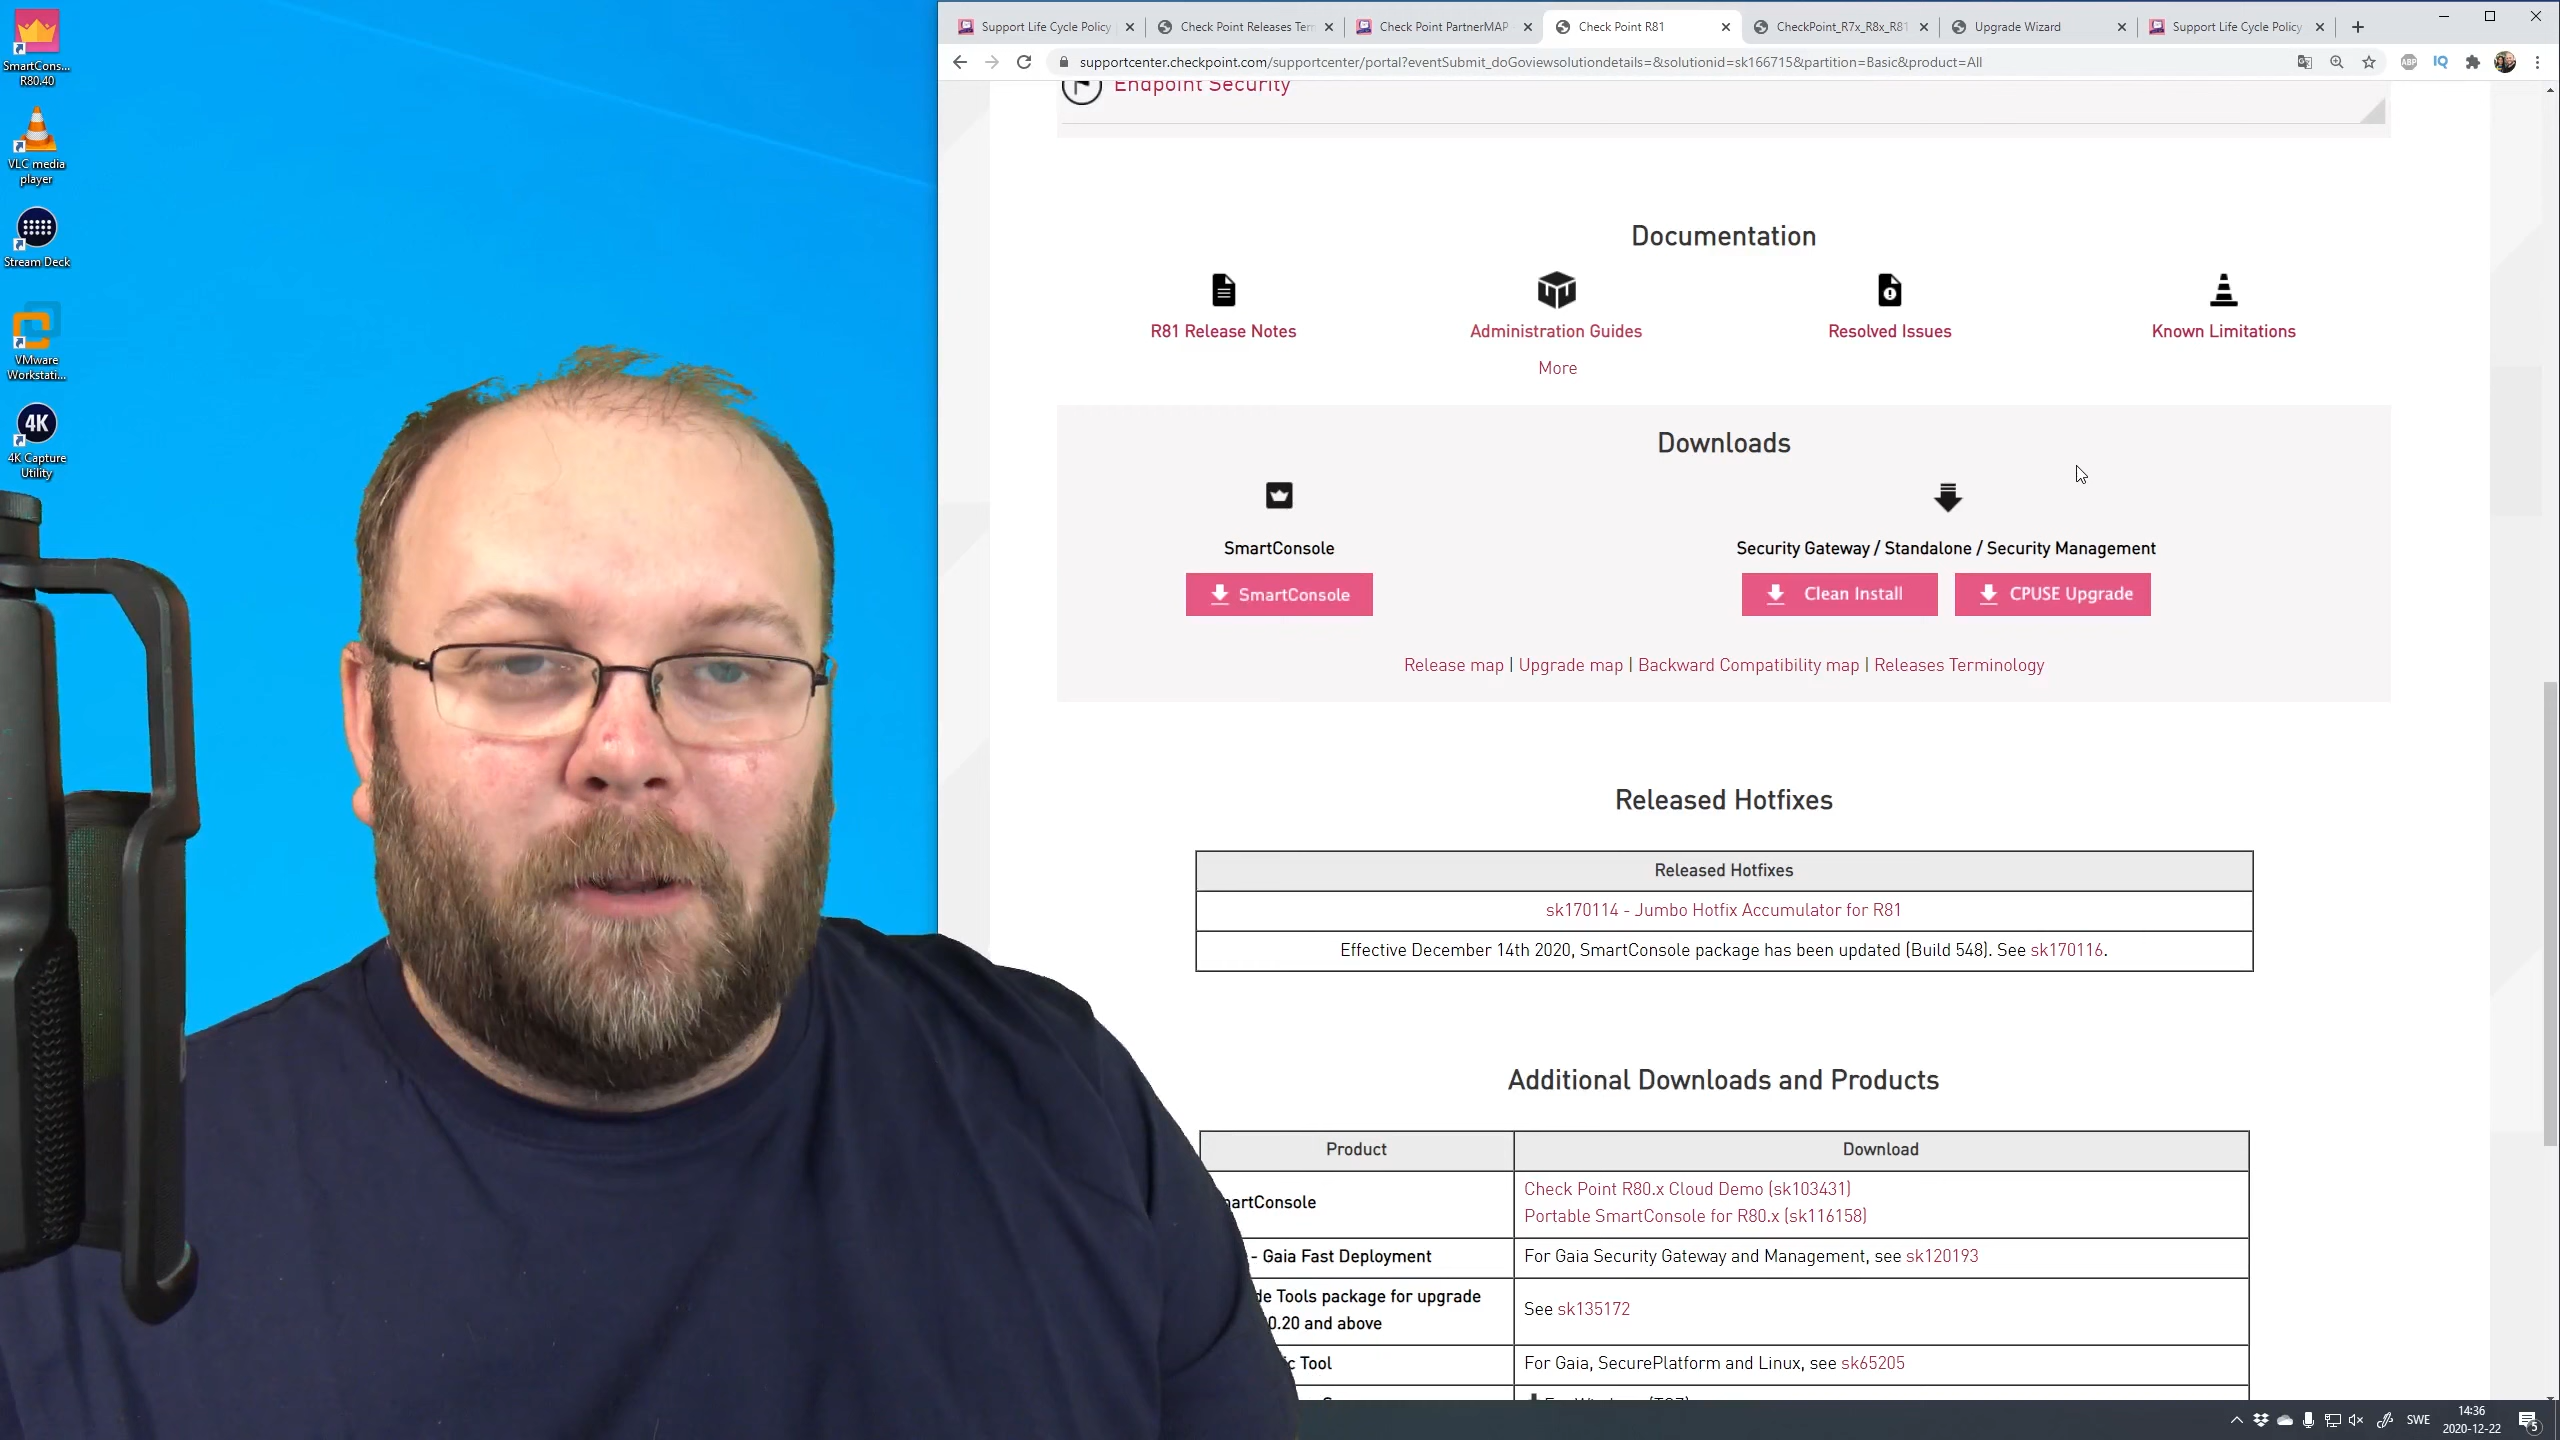 SmartCons...
R80.40
VLC media
player
Stream Deck
VMware
Workstati...
4K
4K Capture
Utility
Support Life Cycle Policy
Check Point Releases Term
Check Point PartnerMAP
Check Point R81
CheckPoint_R7x_R8x_R81
Upgrade Wizard
Support Life Cycle Policy
supportcenter.checkpoint.com/supportcenter/portal?eventSubmit_doGoviewsolutiondetails=&solutionid=sk166715&partition=Basic&product=All
ABP
IQ
Endpoint Security
Documentation
R81 Release Notes
Administration Guides
Resolved Issues
Known Limitations
More
Downloads
SmartConsole
Security Gateway / Standalone / Security Management
SmartConsole
Clean Install
CPUSE Upgrade
Release map | Upgrade map | Backward Compatibility map | Releases Terminology
Released Hotfixes
Released Hotfixes
sk170114 - Jumbo Hotfix Accumulator for R81
Effective December 14th 2020, SmartConsole package has been updated (Build 548). See sk170116.
Additional Downloads and Products
Product
Download
artConsole
Check Point R80.x Cloud Demo (sk103431)
Portable SmartConsole for R80.x (sk116158)
- Gaia Fast Deployment
For Gaia Security Gateway and Management, see sk120193
de Tools package for upgrade
0.20 and above
See sk135172
ic Tool
For Gaia, SecurePlatform and Linux, see sk65205
SWE
14:36
2020-12-22
5